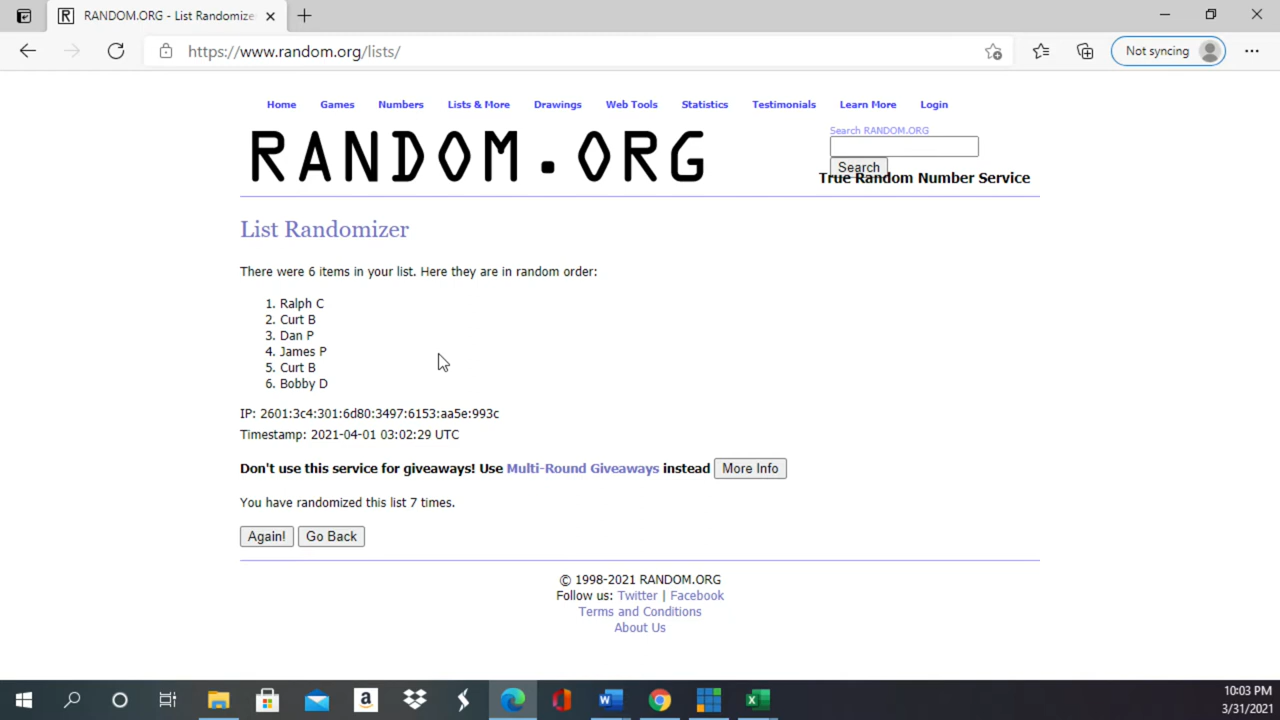 RANDOM.ORG - List Randomize
https://www.random.org/lists/
Not syncing
Home Games Numbers Lists & More Drawings Web Tools Statistics Testimonials Learn More Login
RANDOM.ORG
Search RANDOM.ORG
Search
True Random Number Service
List Randomizer
There were 6 items in your list. Here they are in random order:
1. Ralph C
2. Curt B
3. Dan P
4. James P
5. Curt B
6. Bobby D
IP: 2601:3c4:301:6d80:3497:6153:aa5e:993c
Timestamp: 2021-04-01 03:02:29 UTC
Don't use this service for giveaways! Use Multi-Round Giveaways instead More Info
You have randomized this list 7 times.
Again! Go Back
© 1998-2021 RANDOM.ORG
Follow us: Twitter | Facebook
Terms and Conditions
About Us
10:03 PM
3/31/2021